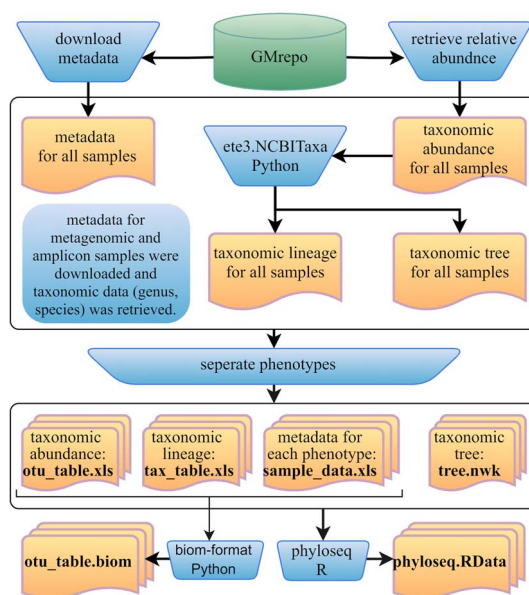 download
metadata
GMrepo
retrieve relative
abundnce
metadata
for all samples
ete3.NCBITaxa
Python
taxonomic
abundance
for all samples
metadata for
metagenomic and
amplicon samples were
downloaded and
taxonomic data (genus,
species) was retrieved.
taxonomic lineage
for all samples
taxonomic tree
for all samples
seperate phenotypes
taxonomic
abundance:
otu_table.xls
taxonomic
lineage:
tax_table.xls
metadata for
each phenotype:
sample_data.xls
taxonomic
tree:
tree.nwk
otu_table.biom
biom-format
Python
phyloseq
R
phyloseq.RData